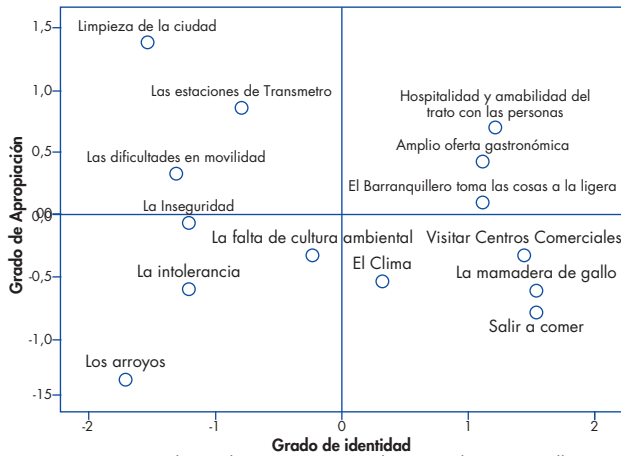 1,5
Limpieza de la ciudad
1,0
Las estaciones de Transmetro
Hospitalidad y amabilidad del
trato con las personas
Amplio oferta gastronómica
0,5
Las dificultades en movilidad
El Barranquillero toma las cosas a la ligera
La Inseguridad
00
0,0
La falta de cultura ambiental
Visitar Centros Comerciales
El Clima
La intolerancia
La mamadera de gallo
-0,5
Salir a comer
-1,0
Los arroyos
-15
Grado de Apropiación
-2
-1
0
1
2
Grado de identidad